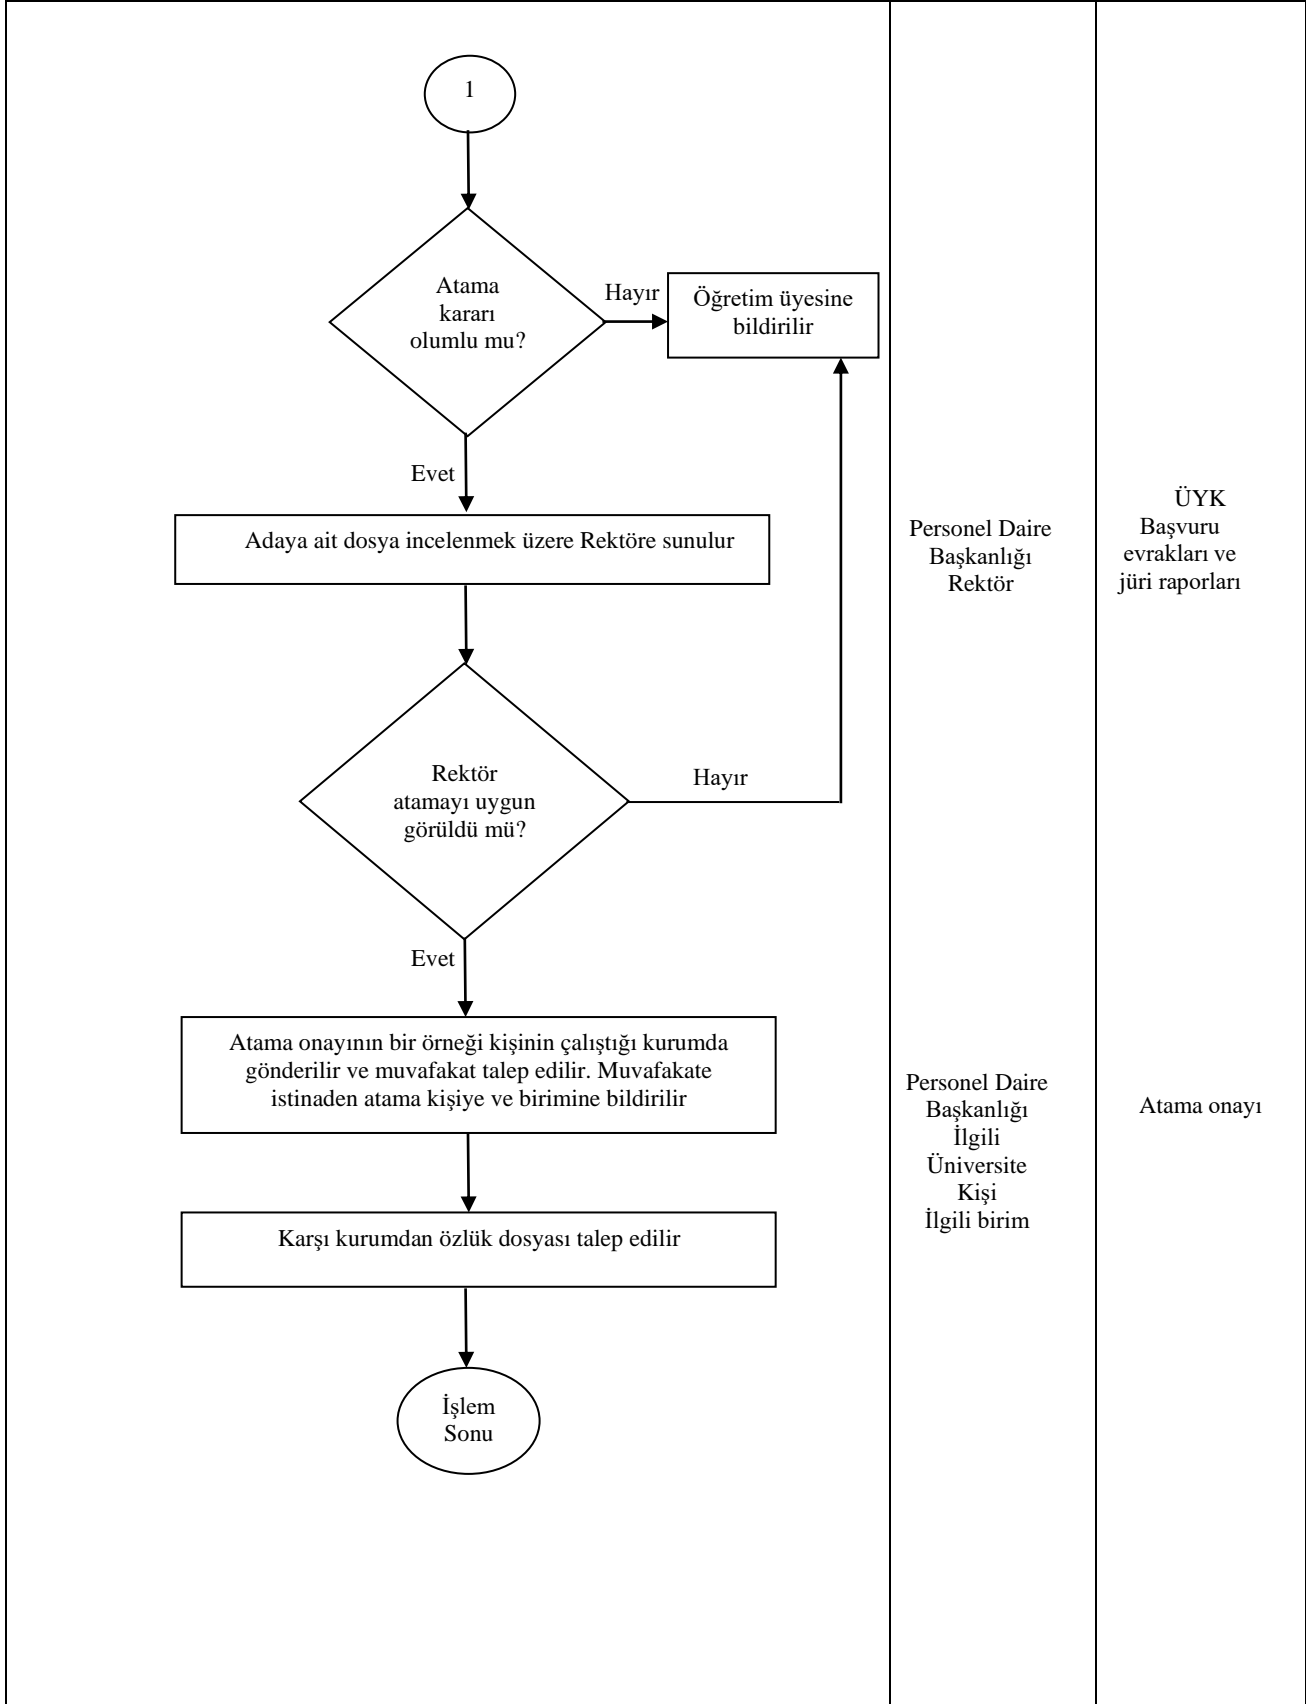 1
Atama
kararı
olumlu mu?
Hayır
Öğretim üyesine
bildirilir
Evet
Adaya ait dosya incelenmek üzere Rektöre sunulur
Personel Daire
Başkanlığı
Rektör
ÜYK
Başvuru
evrakları ve
jüri raporları
Rektör
atamayı uygun
görüldü mü?
Hayır
Evet
Atama onayının bir örneği kişinin çalıştığı kurumda
gönderilir ve muvafakat talep edilir. Muvafakate
istinaden atama kişiye ve birimine bildirilir
Personel Daire
Başkanlığı
İlgili
Üniversite
Kişi
İlgili birim
Atama onayı
Karşı kurumdan özlük dosyası talep edilir
İşlem
Sonu